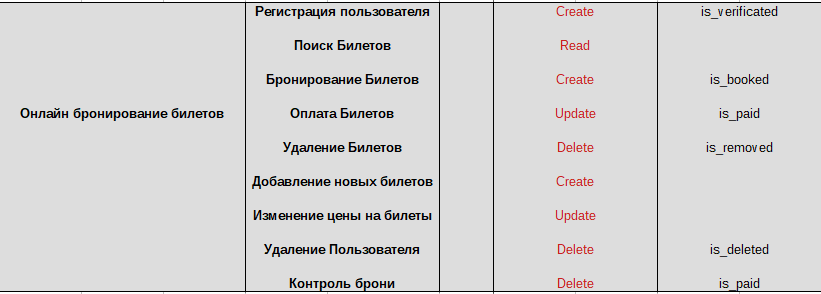 Регистрация пользователя Create is_verificated
Поиск Билетов Read
Бронирование Билетов Create is_booked
Онлайн бронирование билетов Оплата Билетов Update is_paid
Удаление Билетов Delete is_removed
Добавление новых билетов Create
Изменение цены на билеты Update
Удаление Пользователя Delete is_deleted
Контроль брони Delete is_paid